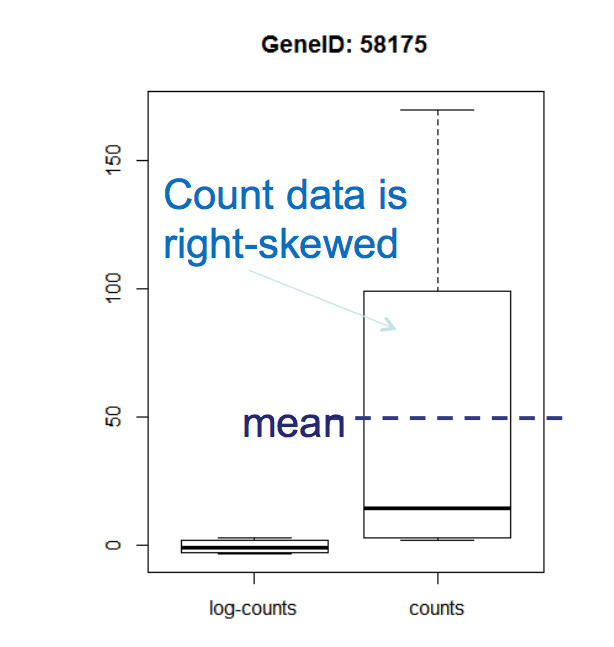 GeneID: 58175
150
Count data is
right-skewed
100
mean
50
0
log-counts counts